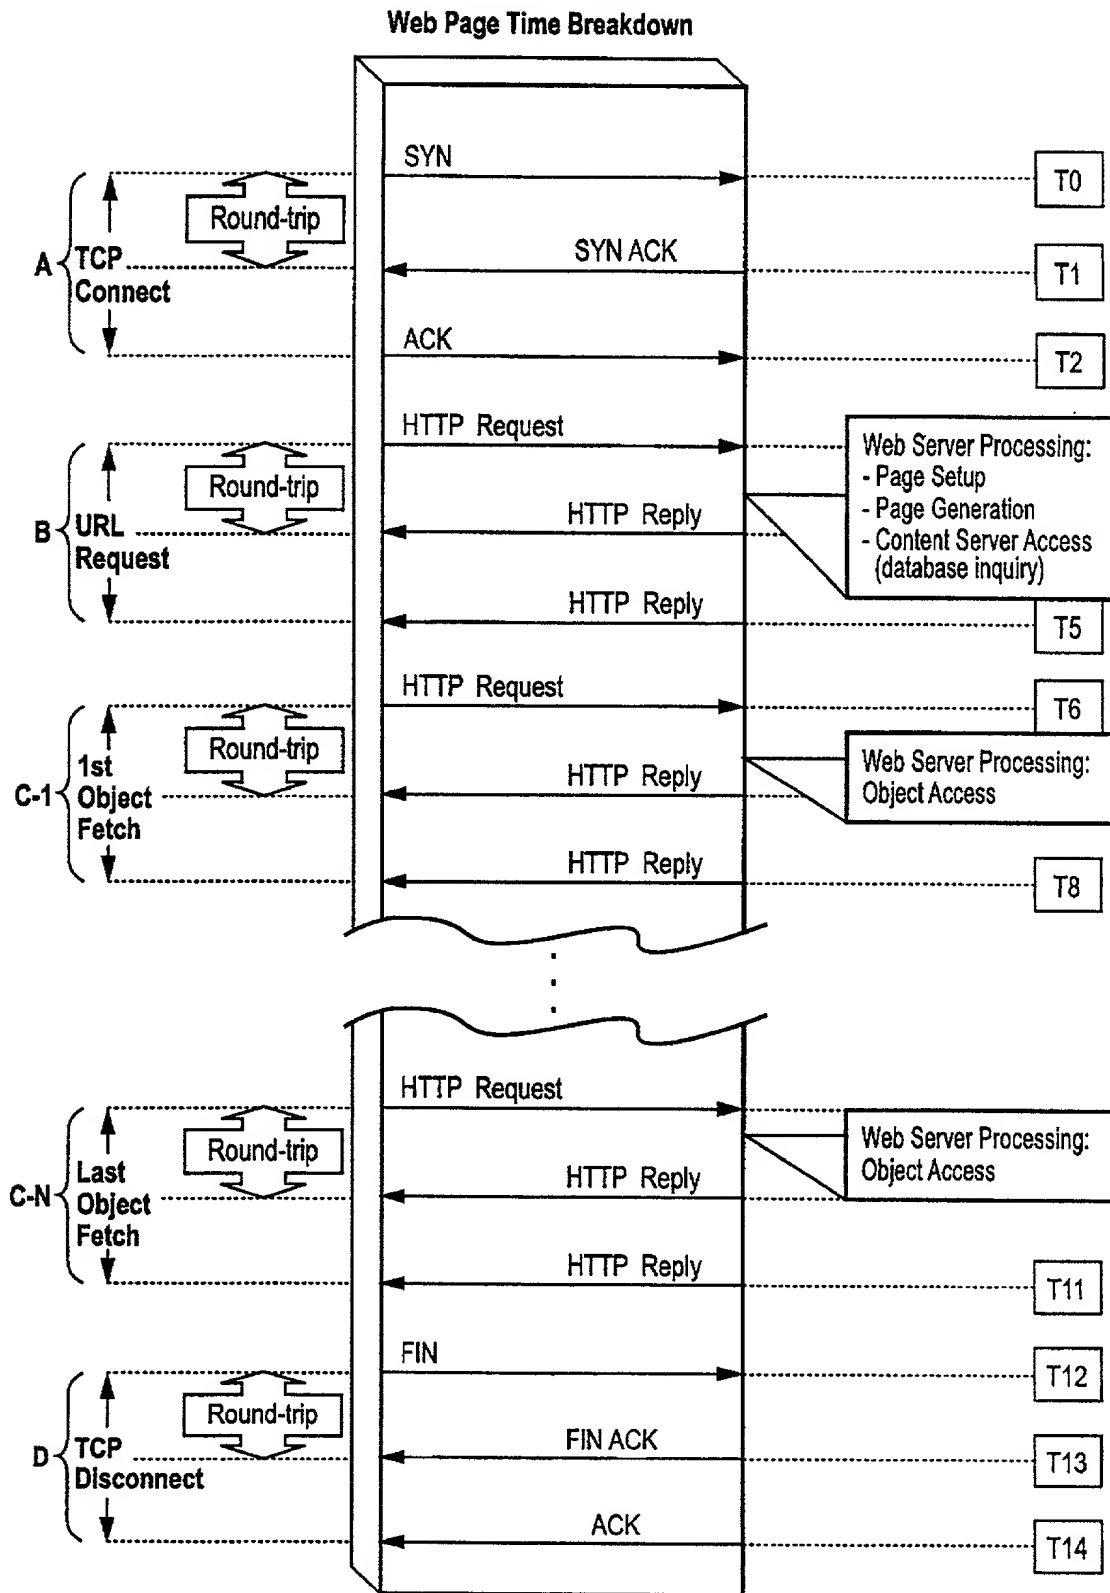 Web Page Time Breakdown
SYN
T0
Round-trip
SYN ACK
T1
A
TCP
Connect
ACK
T2
HTTP Request
Web Server Processing:
- Page Setup
- Page Generation
- Content Server Access
(database inquiry)
Round-trip
HTTP Reply
B
URL
Request
HTTP Reply
T5
HTTP Request
T6
Round-trip
Web Server Processing:
Object Access
C-1
1st
Object
Fetch
HTTP Reply
HTTP Reply
T8
HTTP Request
Web Server Processing:
Object Access
Round-trip
C-N
Last
Object
Fetch
HTTP Reply
HTTP Reply
T11
FIN
T12
Round-trip
FIN ACK
T13
D
TCP
Disconnect
ACK
T14